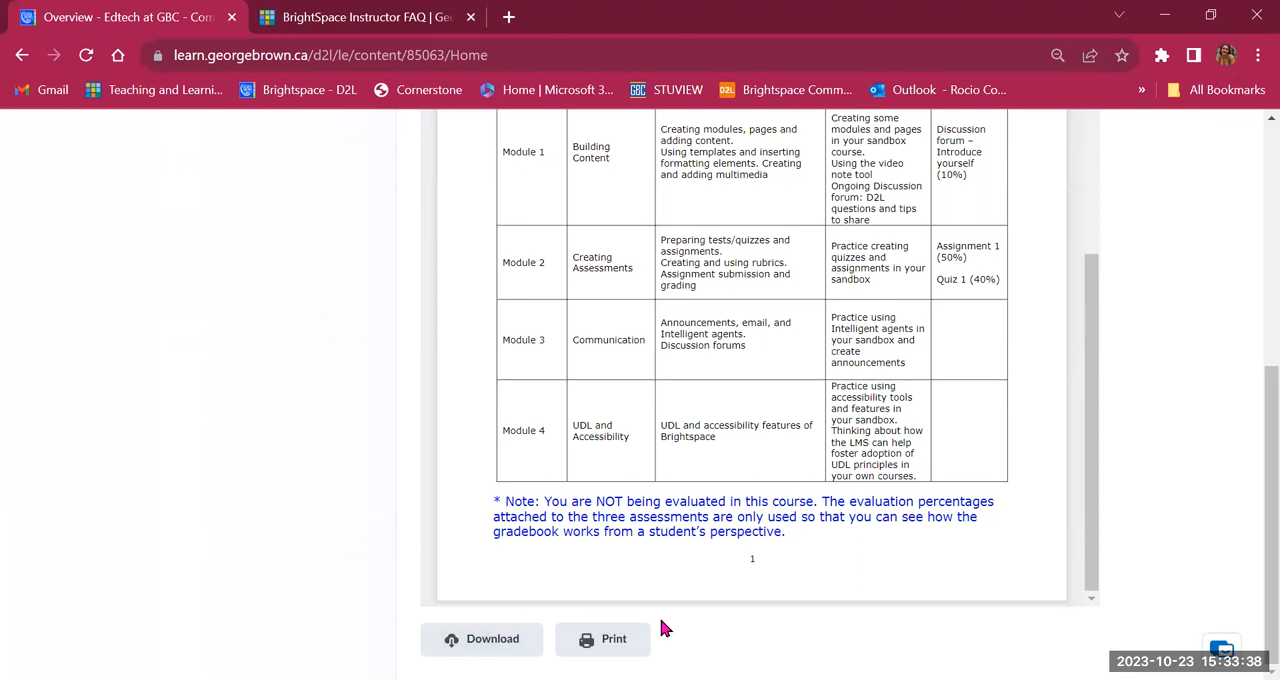 Overview - Edtech at GBC - Com
BrightSpace Instructor FAQ | Geo
learn.georgebrown.ca/d2l/le/content/85063/Home
Gmail
Teaching and Learni...
Brightspace - D2L
Cornerstone
Home | Microsoft 3...
GBC
STUVIEW
D2L
Brightspace Comm...
Outlook - Rocio Co...
»
All Bookmarks
Module 1
Building
Content
Creating modules, pages and
adding content.
Using templates and inserting
formatting elements. Creating
and adding multimedia
Creating some
modules and pages
in your sandbox
course.
Using the video
note tool
Ongoing Discussion
forum: D2L
questions and tips
to share
Discussion
forum –
Introduce
yourself
(10%)
Module 2
Creating
Assessments
Preparing tests/quizzes and
assignments.
Creating and using rubrics.
Assignment submission and
grading
Practice creating
quizzes and
assignments in your
sandbox
Assignment 1
(50%)
Quiz 1 (40%)
Module 3
Communication
Announcements, email, and
Intelligent agents.
Discussion forums
Practice using
Intelligent agents in
your sandbox and
create
announcements
Module 4
UDL and
Accessibility
UDL and accessibility features of
Brightspace
Practice using
accessibility tools
and features in
your sandbox.
Thinking about how
the LMS can help
foster adoption of
UDL principles in
your own courses.
* Note: You are NOT being evaluated in this course. The evaluation percentages
attached to the three assessments are only used so that you can see how the
gradebook works from a student's perspective.
1
Download
Print
2023-10-23 15:33:38